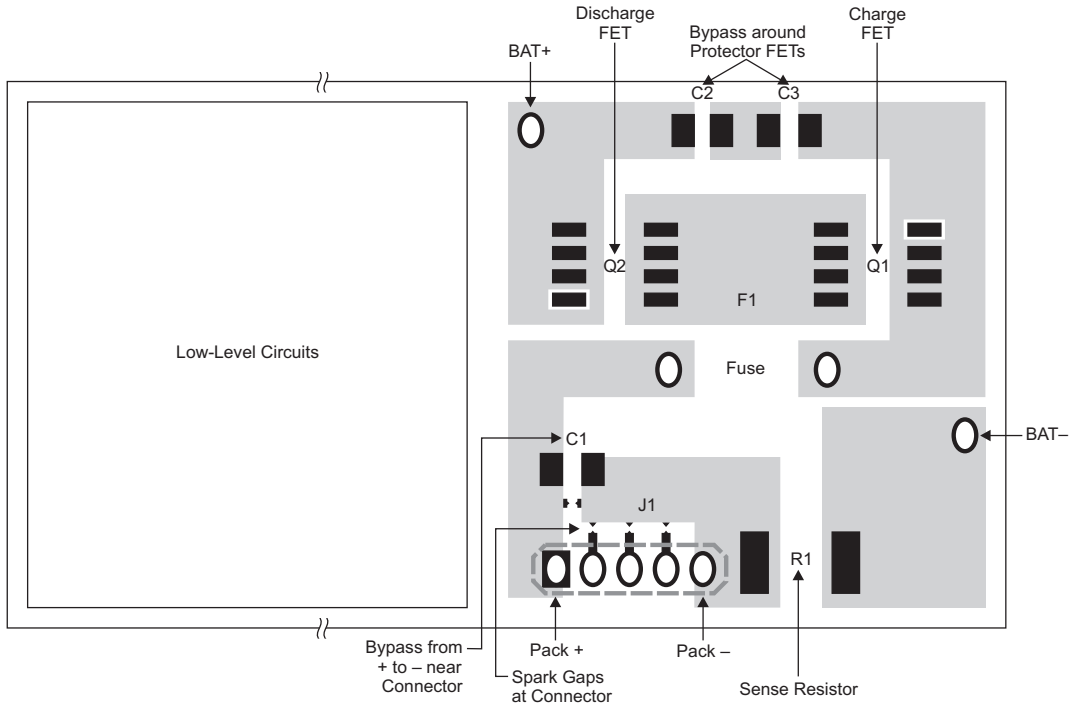 Discharge
FET
Charge
FET
Bypass around
Protector FETs
BAT+
C2
C3
Q2
Q1
F1
Low-Level Circuits
Fuse
C1
BAT–
J1
R1
Bypass from
+ to – near
Connector
Pack +
Pack –
Spark Gaps
at Connector
Sense Resistor